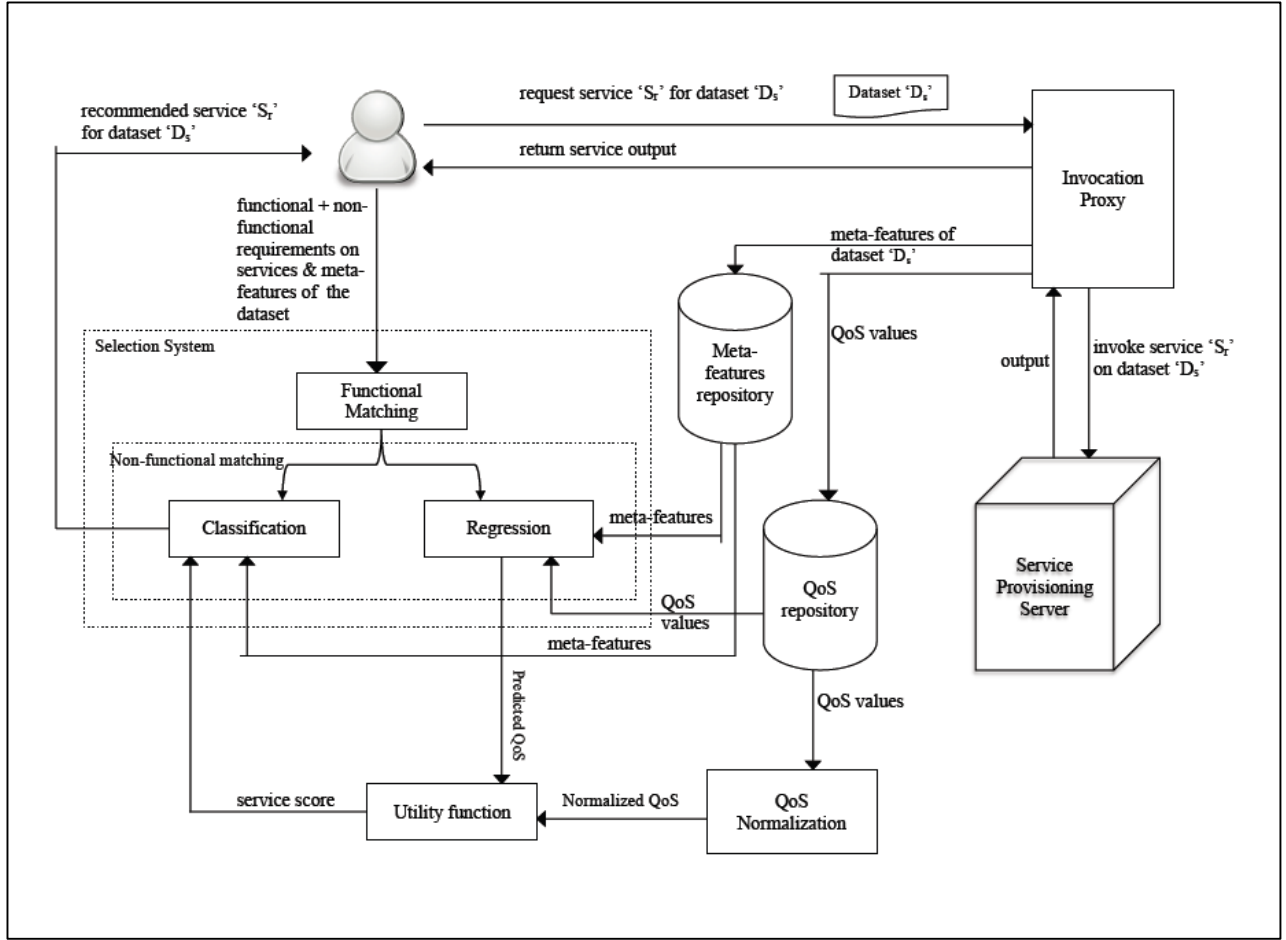 recommended service ‘Sr’
for dataset ‘Ds’
request service ‘Sr’ for dataset ‘Ds’
Dataset ‘Ds’
return service output
Invocation
Proxy
functional + non-
functional
requirements on
services & meta-
features of the
dataset
meta-features of
dataset ‘Ds’
QoS values
output
invoke service ‘Sr’
on dataset ‘Ds’
Selection System
Meta-
features
repository
Functional
Matching
Non-functional matching
Classification
Regression
meta-features
QoS
repository
Service
Provisioning
Server
QoS
values
meta-features
Predicted QoS
QoS values
service score
Utility function
Normalized QoS
QoS
Normalization